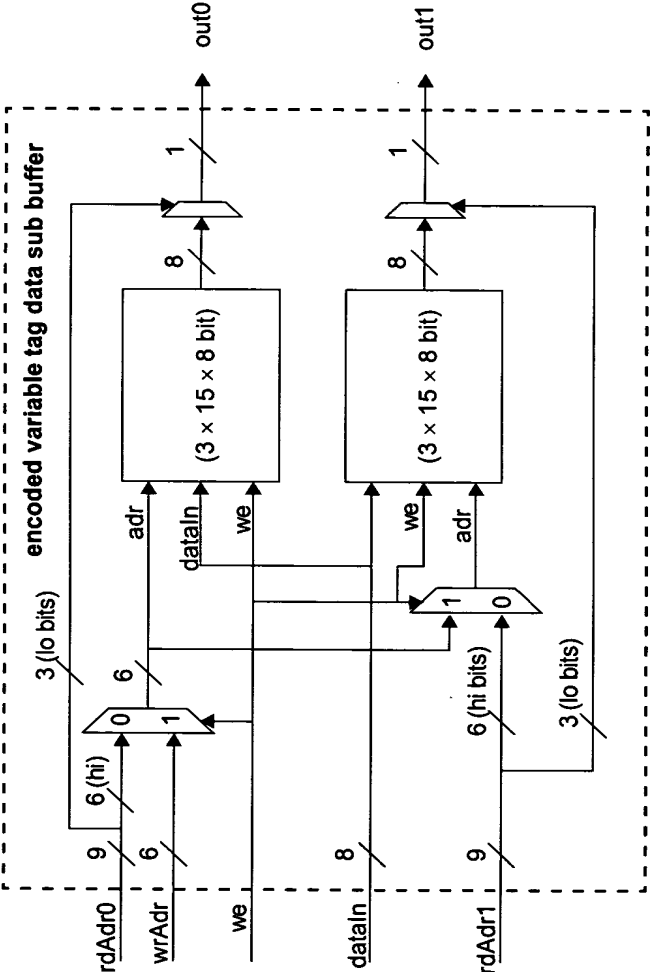 encoded variable tag data sub buffer
out0
out1
1
1
8
8
(3 × 15 × 8 bit)
(3 × 15 × 8 bit)
adr
dataIn
we
we
adr
3 (lo bits)
6
0
1
1
0
6 (hi)
6 (hi bits)
3 (lo bits)
9
6
8
9
rdAdr0
wrAdr
we
dataIn
rdAdr1